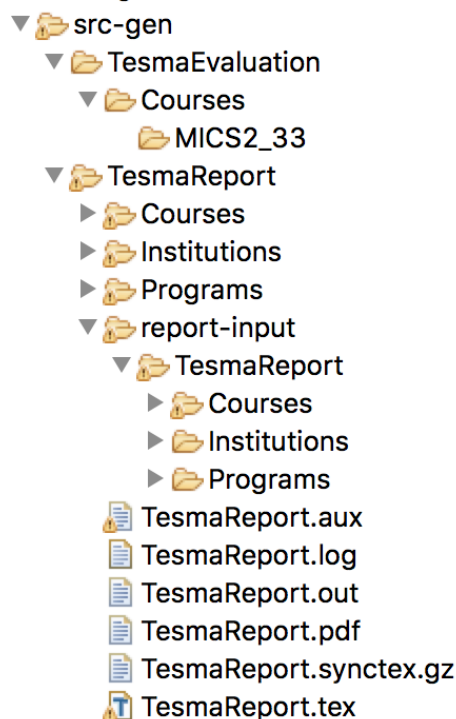 src-gen
TesmaEvaluation
Courses
MICS2_33
TesmaReport
Courses
Institutions
Programs
report-input
TesmaReport
Courses
Institutions
Programs
TesmaReport.aux
TesmaReport.log
TesmaReport.out
TesmaReport.pdf
TesmaReport.synctex.gz
TesmaReport.tex